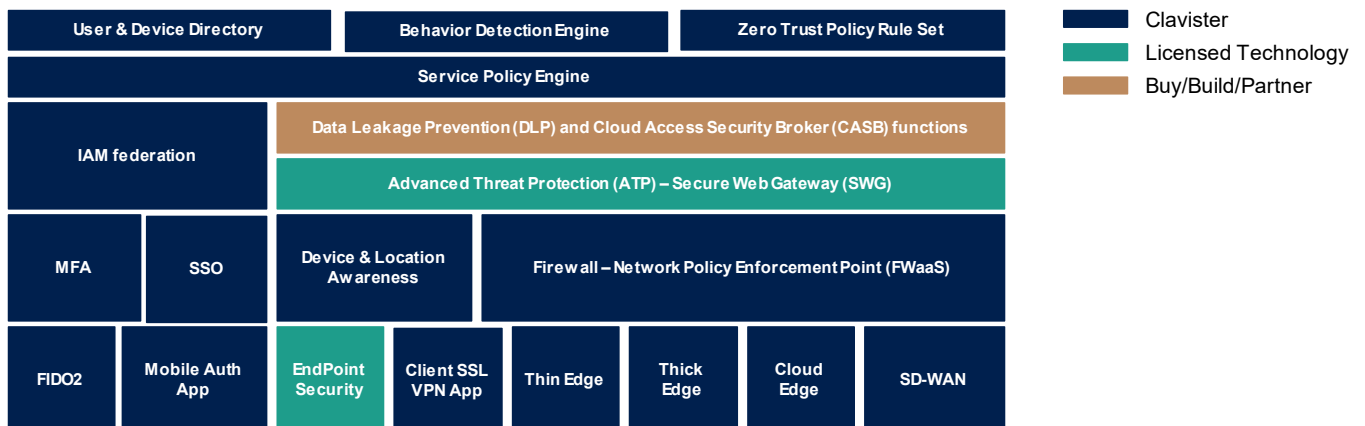 User & Device Directory
Behavior Detection Engine
Zero Trust Policy Rule Set
Clavister
Licensed Technology
Buy/Build/Partner
Service Policy Engine
IAM federation
Data Leakage Prevention (DLP) and Cloud Access Security Broker (CASB) functions
Advanced Threat Protection (ATP) – Secure Web Gateway (SWG)
MFA
SSO
Device & Location
Awareness
Firewall – Network Policy Enforcement Point (FWaaS)
FIDO2
Mobile Auth
App
EndPoint
Security
Client SSL
VPN App
Thin Edge
Thick
Edge
Cloud
Edge
SD-WAN